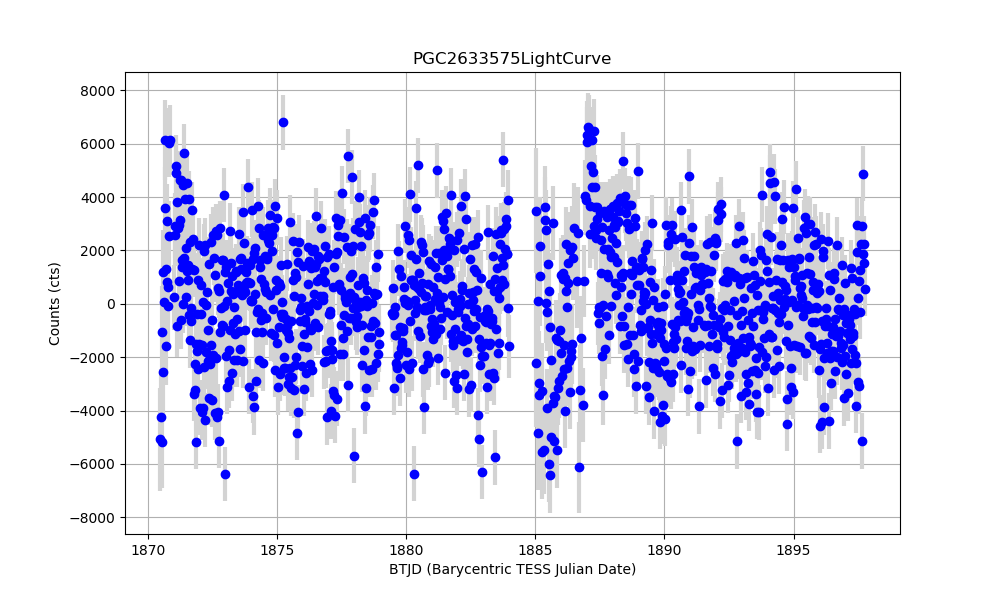 PGC2633575LightCurve
8000
6000
4000
2000
0
−2000
−4000
−6000
−8000
Counts (cts)
1870 1875 1880 1885 1890 1895
BTJD (Barycentric TESS Julian Date)